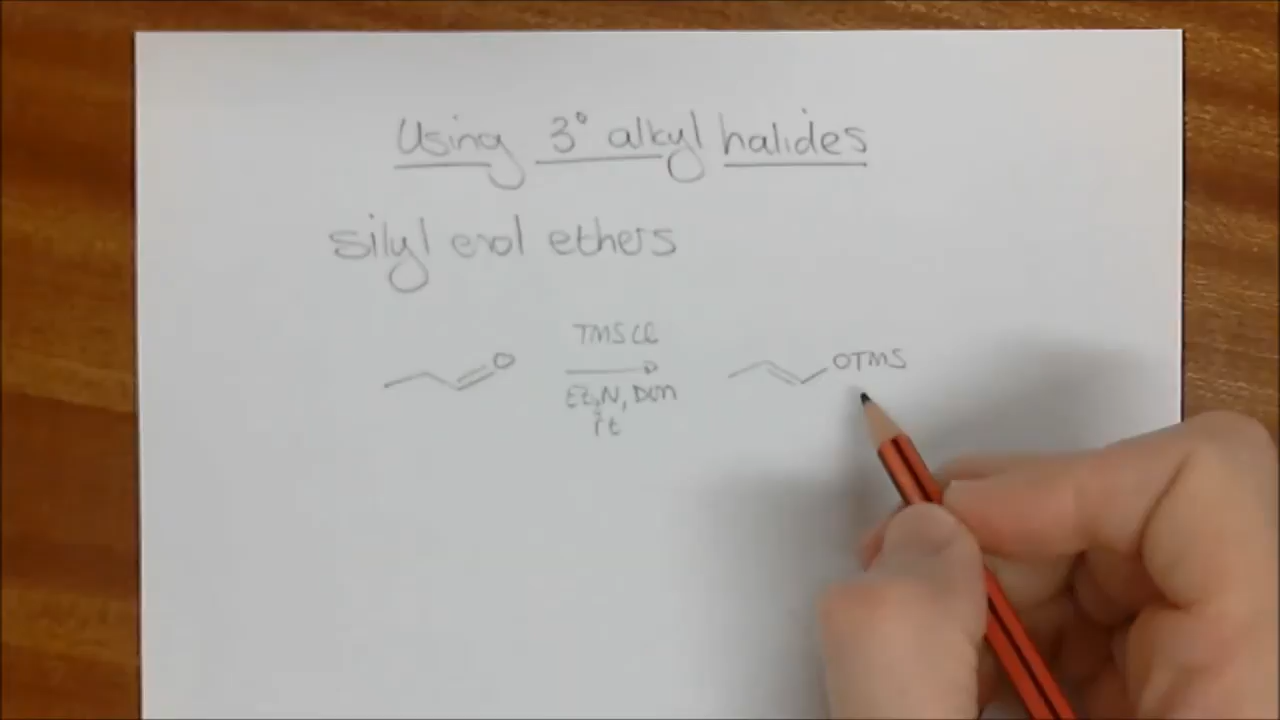 Using 3° alkyl halides
silyl enol ethers
TMSCl
O
OTMS
Et₃N, DCM
rt